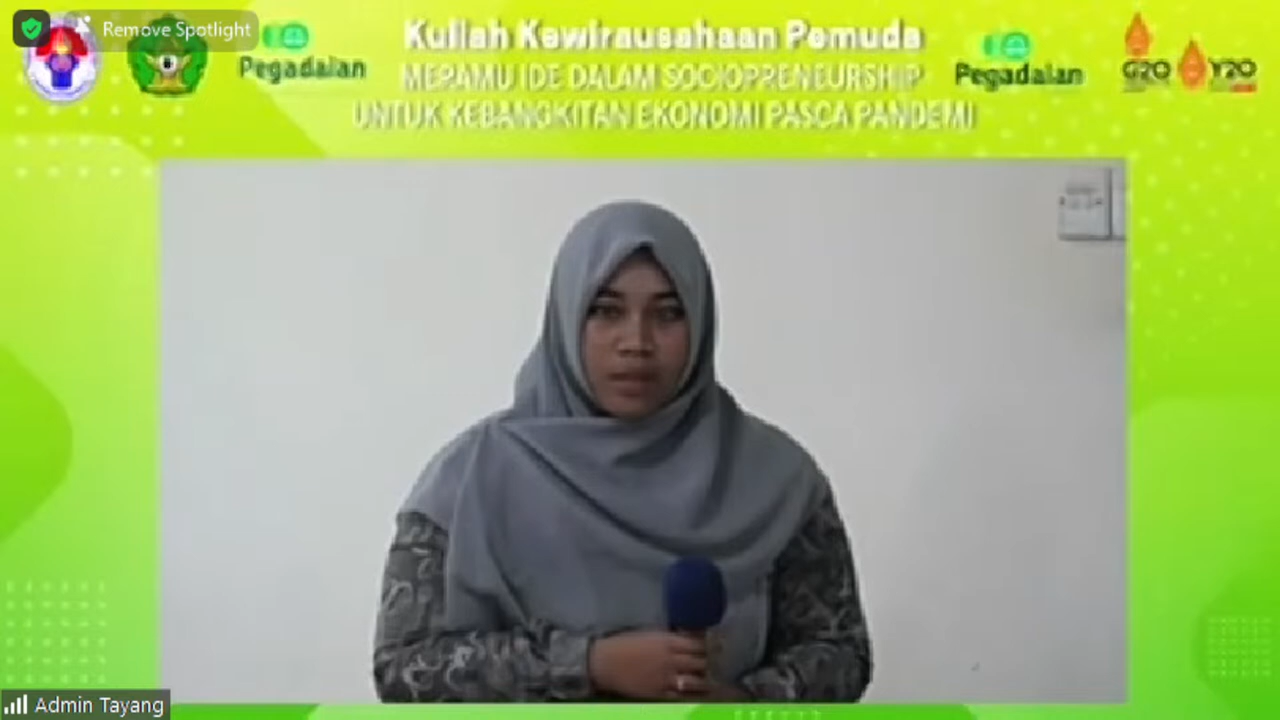 Remove Spotlight
Pegadaian
Kuliah Kewirausahaan Pemuda
MERAMU IDE DALAM SOCIOPRENEURSHIP
UNTUK KEBANGKITAN EKONOMI PASCA PANDEMI
Pegadaian
G20
Y20
Admin Tayang